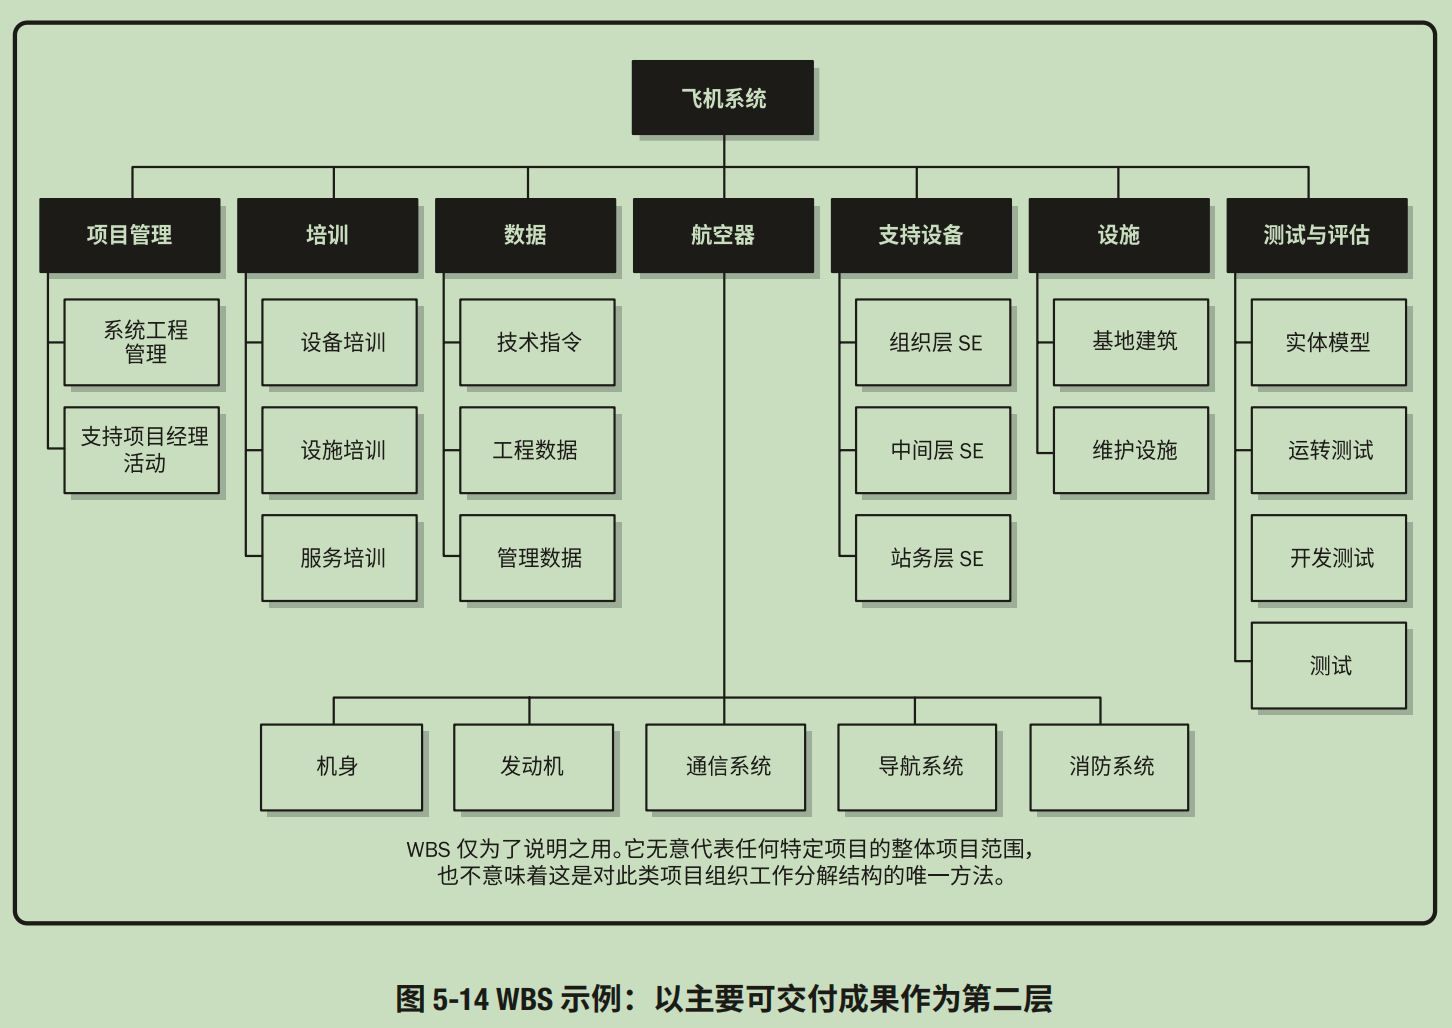 飞机系统
项目管理
培训
数据
航空器
支持设备
设施
测试与评估
系统工程
管理
支持项目经理
活动
设备培训
设施培训
服务培训
技术指令
工程数据
管理数据
组织层 SE
中间层 SE
站务层 SE
基地建筑
维护设施
实体模型
运转测试
开发测试
测试
机身
发动机
通信系统
导航系统
消防系统
WBS 仅为了说明之用。它无意代表任何特定项目的整体项目范围，
也不意味着这是对此类项目组织工作分解结构的唯一方法。
图 5-14 WBS 示例：以主要可交付成果作为第二层